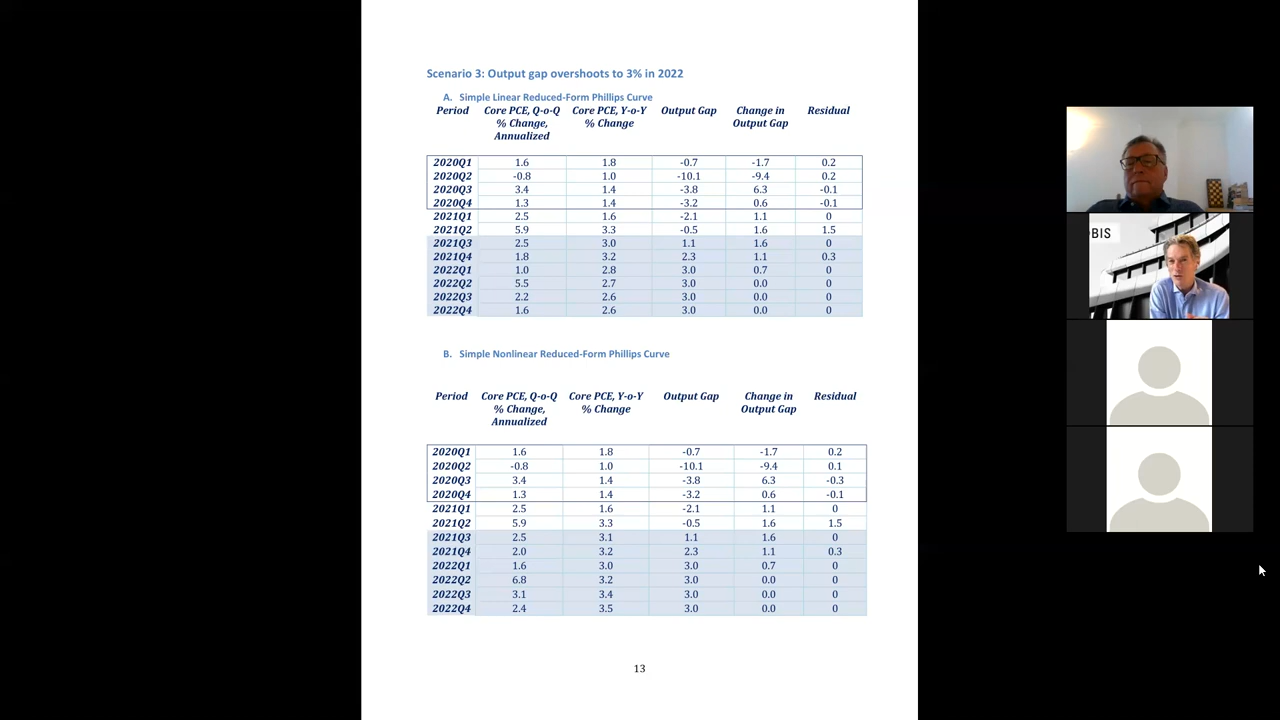 Scenario 3: Output gap overshoots to 3% in 2022
A. Simple Linear Reduced-Form Phillips Curve
Period Core PCE, Q-o-Q Core PCE, Y-o-Y Output Gap Change in Residual
% Change, % Change Output Gap
Annualized
2020Q1 1.6 1.8 -0.7 -1.7 0.2
2020Q2 -0.8 1.0 -10.1 -9.4 0.2
2020Q3 3.4 1.4 -3.8 6.3 -0.1
2020Q4 1.3 1.4 -3.2 0.6 -0.1
2021Q1 2.5 1.6 -2.1 1.1 0
2021Q2 5.9 3.3 -0.5 1.6 1.5
2021Q3 2.5 3.0 1.1 1.6 0
2021Q4 1.8 3.2 2.3 1.1 0.3
2022Q1 1.0 2.8 3.0 0.7 0
2022Q2 5.5 2.7 3.0 0.0 0
2022Q3 2.2 2.6 3.0 0.0 0
2022Q4 1.6 2.6 3.0 0.0 0
B. Simple Nonlinear Reduced-Form Phillips Curve
Period Core PCE, Q-o-Q Core PCE, Y-o-Y Output Gap Change in Residual
% Change, % Change Output Gap
Annualized
2020Q1 1.6 1.8 -0.7 -1.7 0.2
2020Q2 -0.8 1.0 -10.1 -9.4 0.1
2020Q3 3.4 1.4 -3.8 6.3 -0.3
2020Q4 1.3 1.4 -3.2 0.6 -0.1
2021Q1 2.5 1.6 -2.1 1.1 0
2021Q2 5.9 3.3 -0.5 1.6 1.5
2021Q3 2.5 3.1 1.1 1.6 0
2021Q4 2.0 3.2 2.3 1.1 0.3
2022Q1 1.6 3.0 3.0 0.7 0
2022Q2 6.8 3.2 3.0 0.0 0
2022Q3 3.1 3.4 3.0 0.0 0
2022Q4 2.4 3.5 3.0 0.0 0
13
BIS